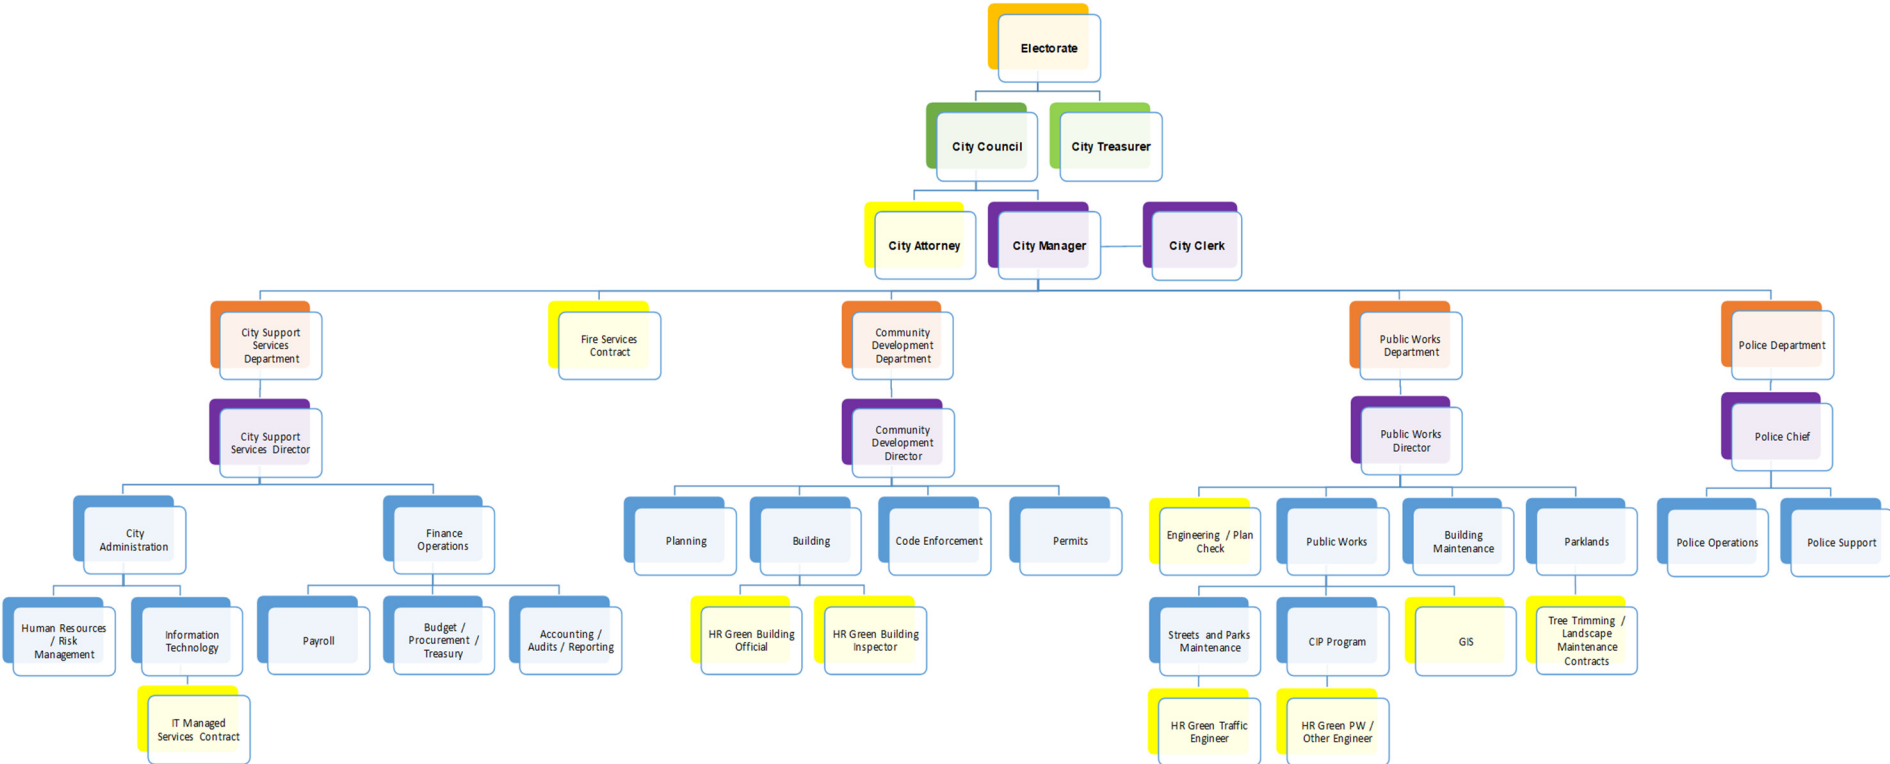 Electorate
City Council
City Treasurer
City Attorney
City Manager
City Clerk
City Support
Services
Department
Fire Services
Contract
Community
Development
Department
Public Works
Department
Police Department
City Support
Services Director
Community
Development
Director
Public Works
Director
Police Chief
City
Administration
Finance
Operations
Planning
Building
Code Enforcement
Permits
Engineering / Plan
Check
Public Works
Building
Maintenance
Parklands
Police Operations
Police Support
Human Resources
/ Risk
Management
Information
Technology
Payroll
Budget /
Procurement /
Treasury
Accounting /
Audits / Reporting
HR Green Building
Official
HR Green Building
Inspector
Streets and Parks
Maintenance
CIP Program
GIS
Tree Trimming /
Landscape
Maintenance
Contracts
IT Managed
Services Contract
HR Green Traffic
Engineer
HR Green PW /
Other Engineer